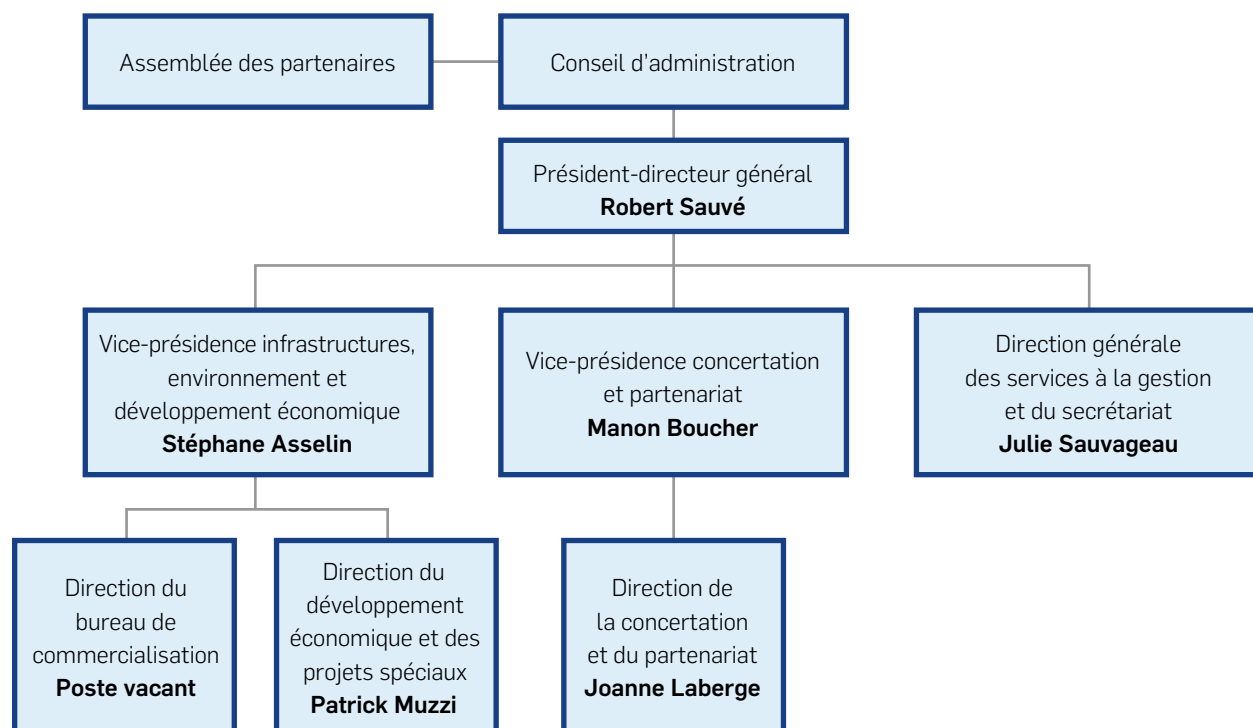 Assemblée des partenaires
Conseil d'administration
Président-directeur général
Robert Sauvé
Vice-présidence infrastructures,
environnement et
développement économique
Stéphane Asselin
Vice-présidence concertation
et partenariat
Manon Boucher
Direction générale
des services à la gestion
et du secrétariat
Julie Sauvageau
Direction du
bureau de
commercialisation
Poste vacant
Direction du
développement
économique et des
projets spéciaux
Patrick Muzzi
Direction de
la concertation
et du partenariat
Joanne Laberge